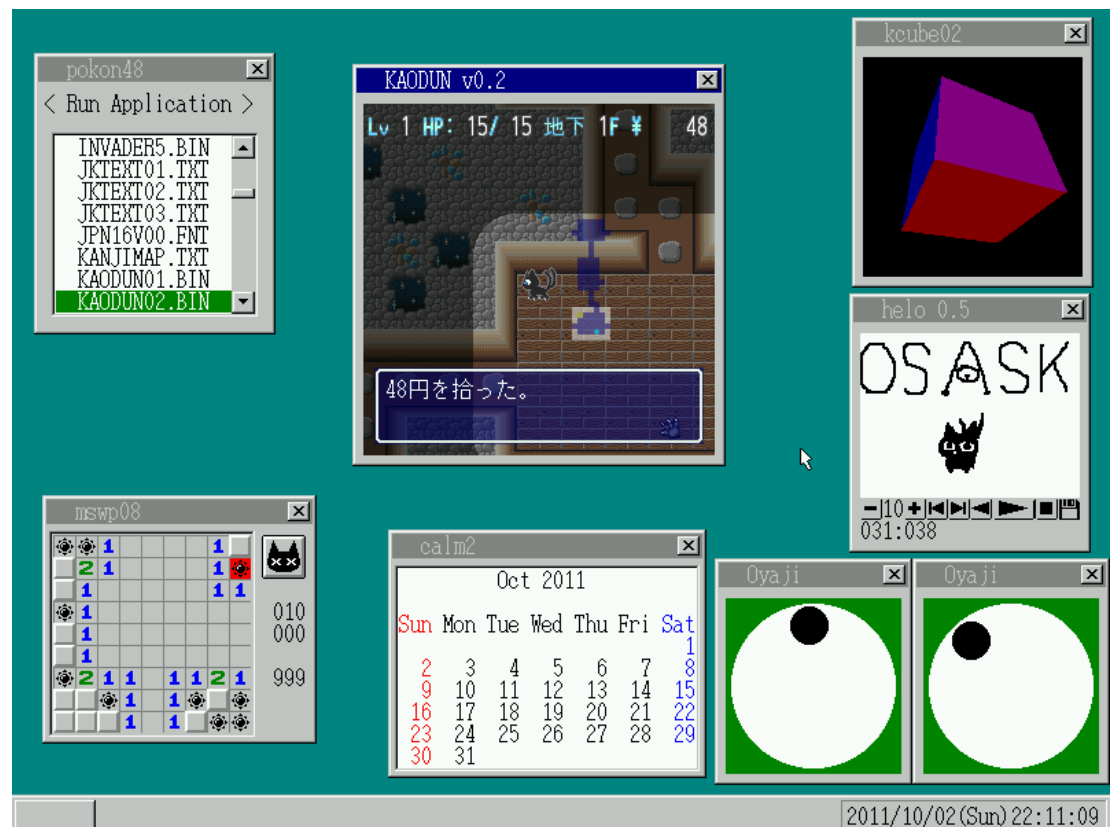 pokon48
< Run Application >
INVADER5.BIN
JKTEXT01.TXT
JKTEXT02.TXT
JKTEXT03.TXT
JPN16V00.FNT
KANJIMAP.TXT
KAODUN01.BIN
KAODUN02.BIN
KAODUN v0.2
Lv 1 HP: 15/ 15 地下 1F ¥ 48
48円を拾った。
kcube02
helo 0.5
OSASK
10
031:038
mswp08
1 1
2 1 1
1 1 1
1
1
1
2 1 1 1 1 2 1
1 1
1 1
010
000
999
calm2
Oct 2011
Sun Mon Tue Wed Thu Fri Sat
1
2 3 4 5 6 7 8
9 10 11 12 13 14 15
16 17 18 19 20 21 22
23 24 25 26 27 28 29
30 31
Oyaji
Oyaji
2011/10/02(Sun)22:11:09